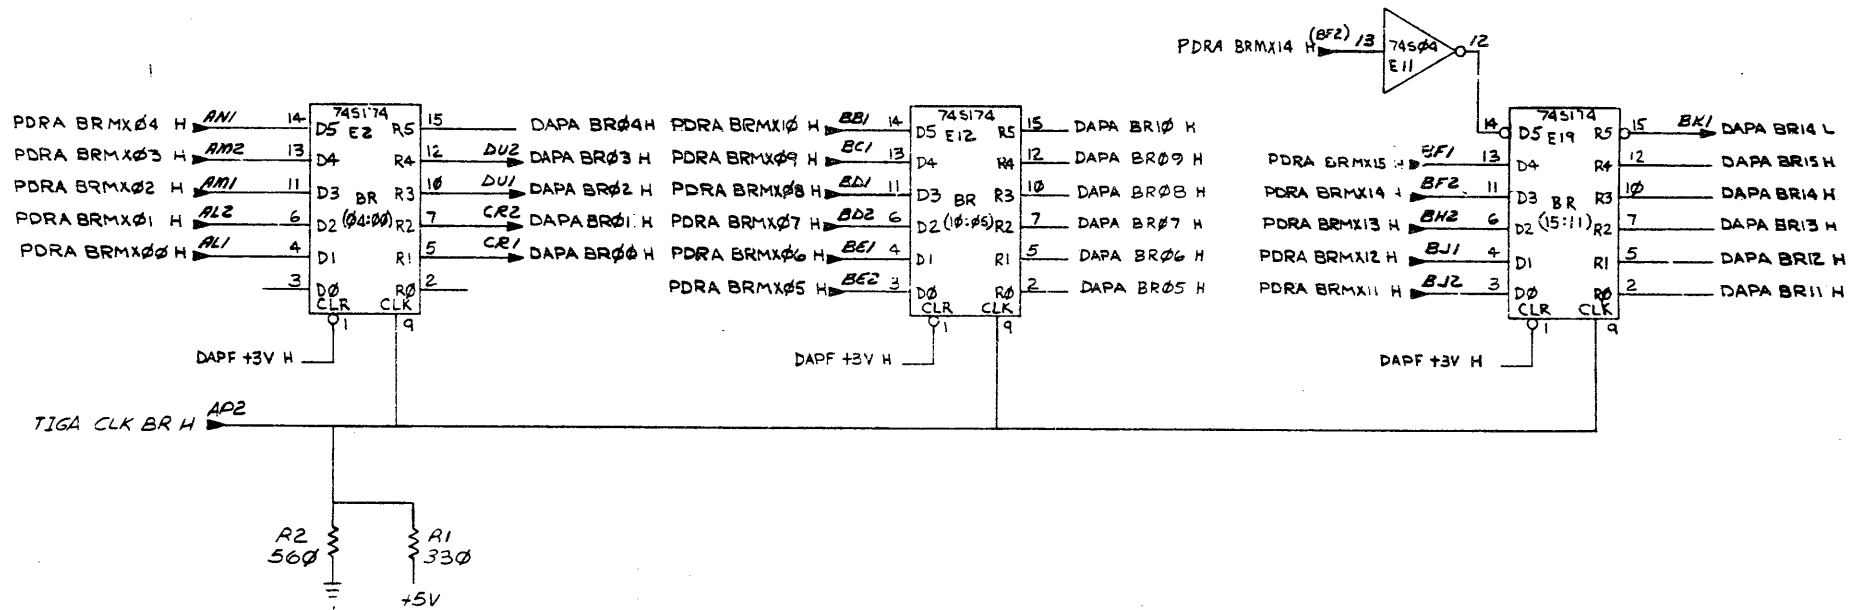 PDRA BRMX14 H (BF2) 13 74SØ4 E11 12
74S174 E2
PDRA BRMXØ4 H AN1 14 D5 R5 15 DAPA BRØ4 H
PDRA BRMXØ3 H AM2 13 D4 R4 12 DU2 DAPA BRØ3 H
PDRA BRMXØ2 H AM1 11 D3 BR R3 1Ø DU1 DAPA BRØ2 H
PDRA BRMXØ1 H AL2 6 D2 (Ø4:ØØ) R2 7 CR2 DAPA BRØ1 H
PDRA BRMXØØ H AL1 4 D1 R1 5 CR1 DAPA BRØØ H
3 DØ RØ 2
CLR CLK
1 9
DAPF +3V H
74S174 E12
PDRA BRMX1Ø H BB1 14 D5 R5 15 DAPA BR1Ø H
PDRA BRMXØ9 H BC1 13 D4 R4 12 DAPA BRØ9 H
PDRA BRMXØ8 H BD1 11 D3 BR R3 1Ø DAPA BRØ8 H
PDRA BRMXØ7 H BD2 6 D2 (1Ø:Ø5) R2 7 DAPA BRØ7 H
PDRA BRMXØ6 H BE1 4 D1 R1 5 DAPA BRØ6 H
PDRA BRMXØ5 H BE2 3 DØ RØ 2 DAPA BRØ5 H
CLR CLK
1 9
DAPF +3V H
74S174 E19
14 D5 R5 15 BK1 DAPA BR14 L
PDRA BRMX15 H BF1 13 D4 R4 12 DAPA BR15 H
PDRA BRMX14 H BF2 11 D3 BR R3 1Ø DAPA BR14 H
PDRA BRMX13 H BH2 6 D2 (15:11) R2 7 DAPA BR13 H
PDRA BRMX12 H BJ1 4 D1 R1 5 DAPA BR12 H
PDRA BRMX11 H BJ2 3 DØ RØ 2 DAPA BR11 H
CLR CLK
1 9
DAPF +3V H
TIGA CLK BR H AP2
R2 R1
56Ø 33Ø
+5V